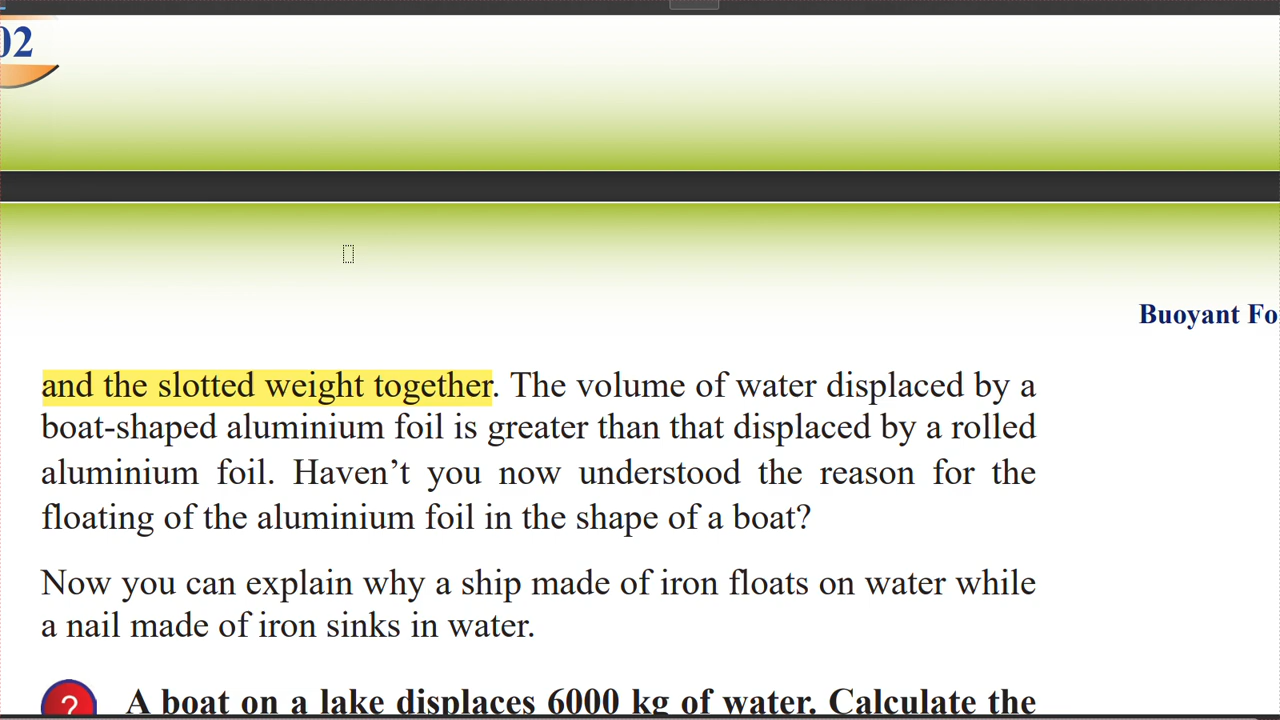 02
Buoyant Fo
and the slotted weight together. The volume of water displaced by a
boat-shaped aluminium foil is greater than that displaced by a rolled
aluminium foil. Haven’t you now understood the reason for the
floating of the aluminium foil in the shape of a boat?
Now you can explain why a ship made of iron floats on water while
a nail made of iron sinks in water.
? A boat on a lake displaces 6000 kg of water. Calculate the